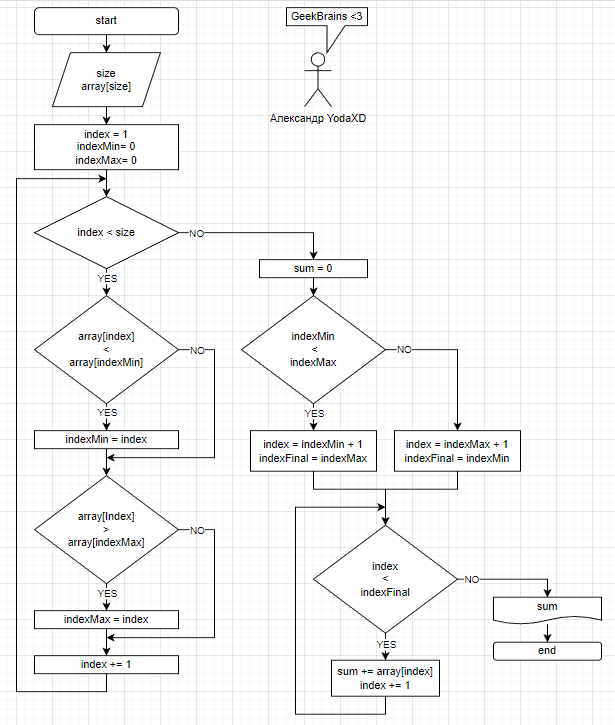 start
GeekBrains <3
size
array[size]
Александр YodaXD
index = 1
indexMin= 0
indexMax= 0
index < size
NO
YES
sum = 0
array[index]
<
array[indexMin]
NO
YES
indexMin = index
array[Index]
>
array[indexMax]
NO
YES
indexMax = index
index += 1
indexMin
<
indexMax
NO
YES
index = indexMin + 1
indexFinal = indexMax
index = indexMax + 1
indexFinal = indexMin
index
<
indexFinal
NO
YES
sum += array[index]
index += 1
sum
end